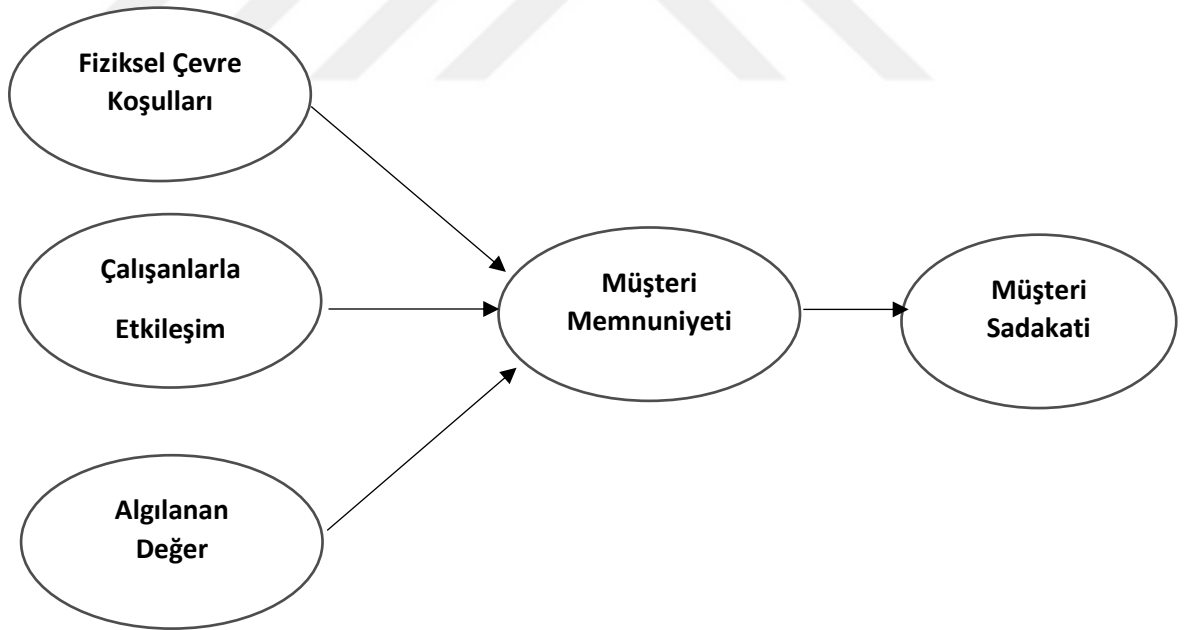 Fiziksel Çevre
Koşulları
Çalışanlarla
Etkileşim
Algılanan
Değer
Müşteri
Memnuniyeti
Müşteri
Sadakati